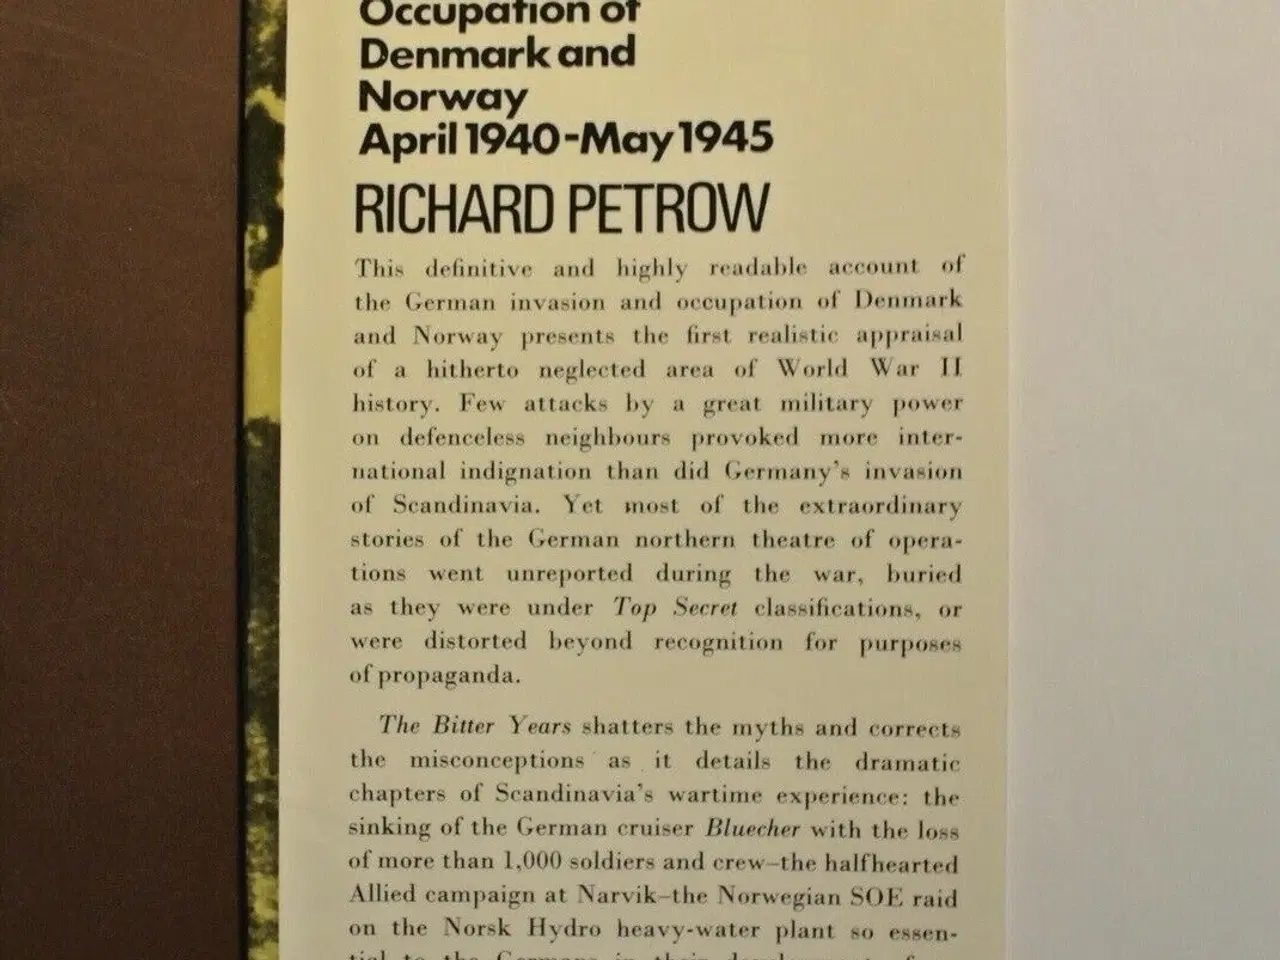 Occupation of
Denmark and
Norway
April 1940-May 1945
RICHARD PETROW
This definitive and highly readable account of
the German invasion and occupation of Denmark
and Norway presents the first realistic appraisal
of a hitherto neglected area of World War II
history. Few attacks by a great military power
on defenceless neighbours provoked more inter-
national indignation than did Germany's invasion
of Scandinavia. Yet most of the extraordinary
stories of the German northern theatre of opera-
tions went unreported during the war, buried
as they were under Top Secret classifications, or
were distorted beyond recognition for purposes
of propaganda.
The Bitter Years shatters the myths and corrects
the misconceptions as it details the dramatic
chapters of Scandinavia's wartime experience: the
sinking of the German cruiser Bluecher with the loss
of more than 1,000 soldiers and crew–the halfhearted
Allied campaign at Narvik–the Norwegian SOE raid
on the Norsk Hydro heavy-water plant so essen-
tial to the Germans in their development of